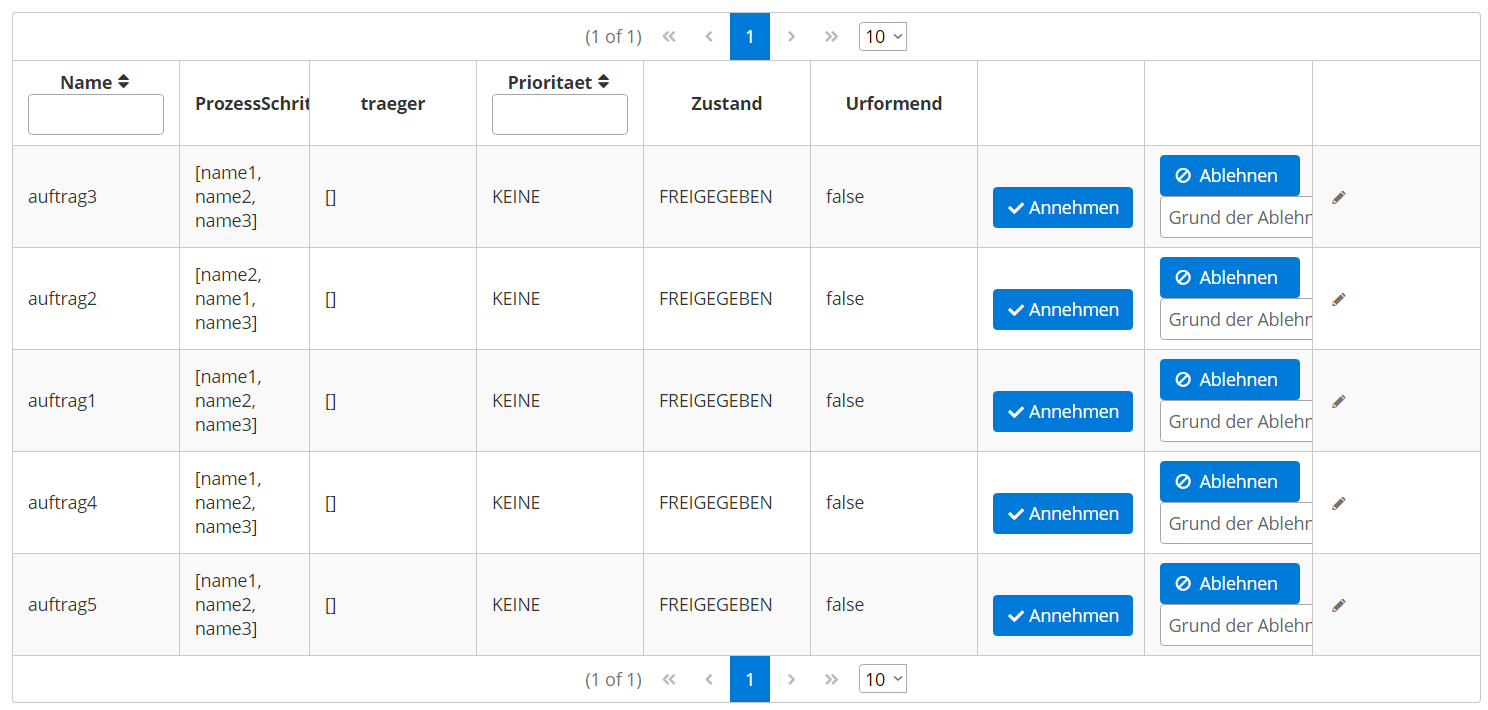 (1 of 1) 1 10
Name ProzessSchrit traeger Prioritaet Zustand Urformend
auftrag3 [name1, name2, name3] [] KEINE FREIGEGEBEN false Annehmen Ablehnen Grund der Ablehn
auftrag2 [name2, name1, name3] [] KEINE FREIGEGEBEN false Annehmen Ablehnen Grund der Ablehn
auftrag1 [name1, name2, name3] [] KEINE FREIGEGEBEN false Annehmen Ablehnen Grund der Ablehn
auftrag4 [name1, name2, name3] [] KEINE FREIGEGEBEN false Annehmen Ablehnen Grund der Ablehn
auftrag5 [name1, name2, name3] [] KEINE FREIGEGEBEN false Annehmen Ablehnen Grund der Ablehn
(1 of 1) 1 10